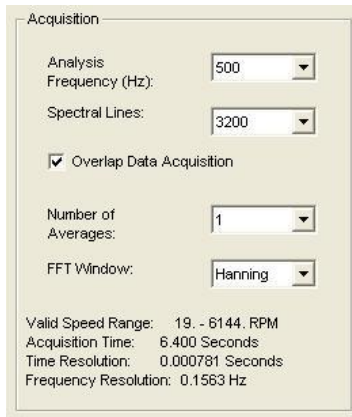 Acquisition
Analysis
Frequency (Hz):
500
Spectral Lines:
3200
Overlap Data Acquisition
Number of
Averages:
1
FFT Window:
Hanning
Valid Speed Range: 19. - 6144. RPM
Acquisition Time: 6.400 Seconds
Time Resolution: 0.000781 Seconds
Frequency Resolution: 0.1563 Hz